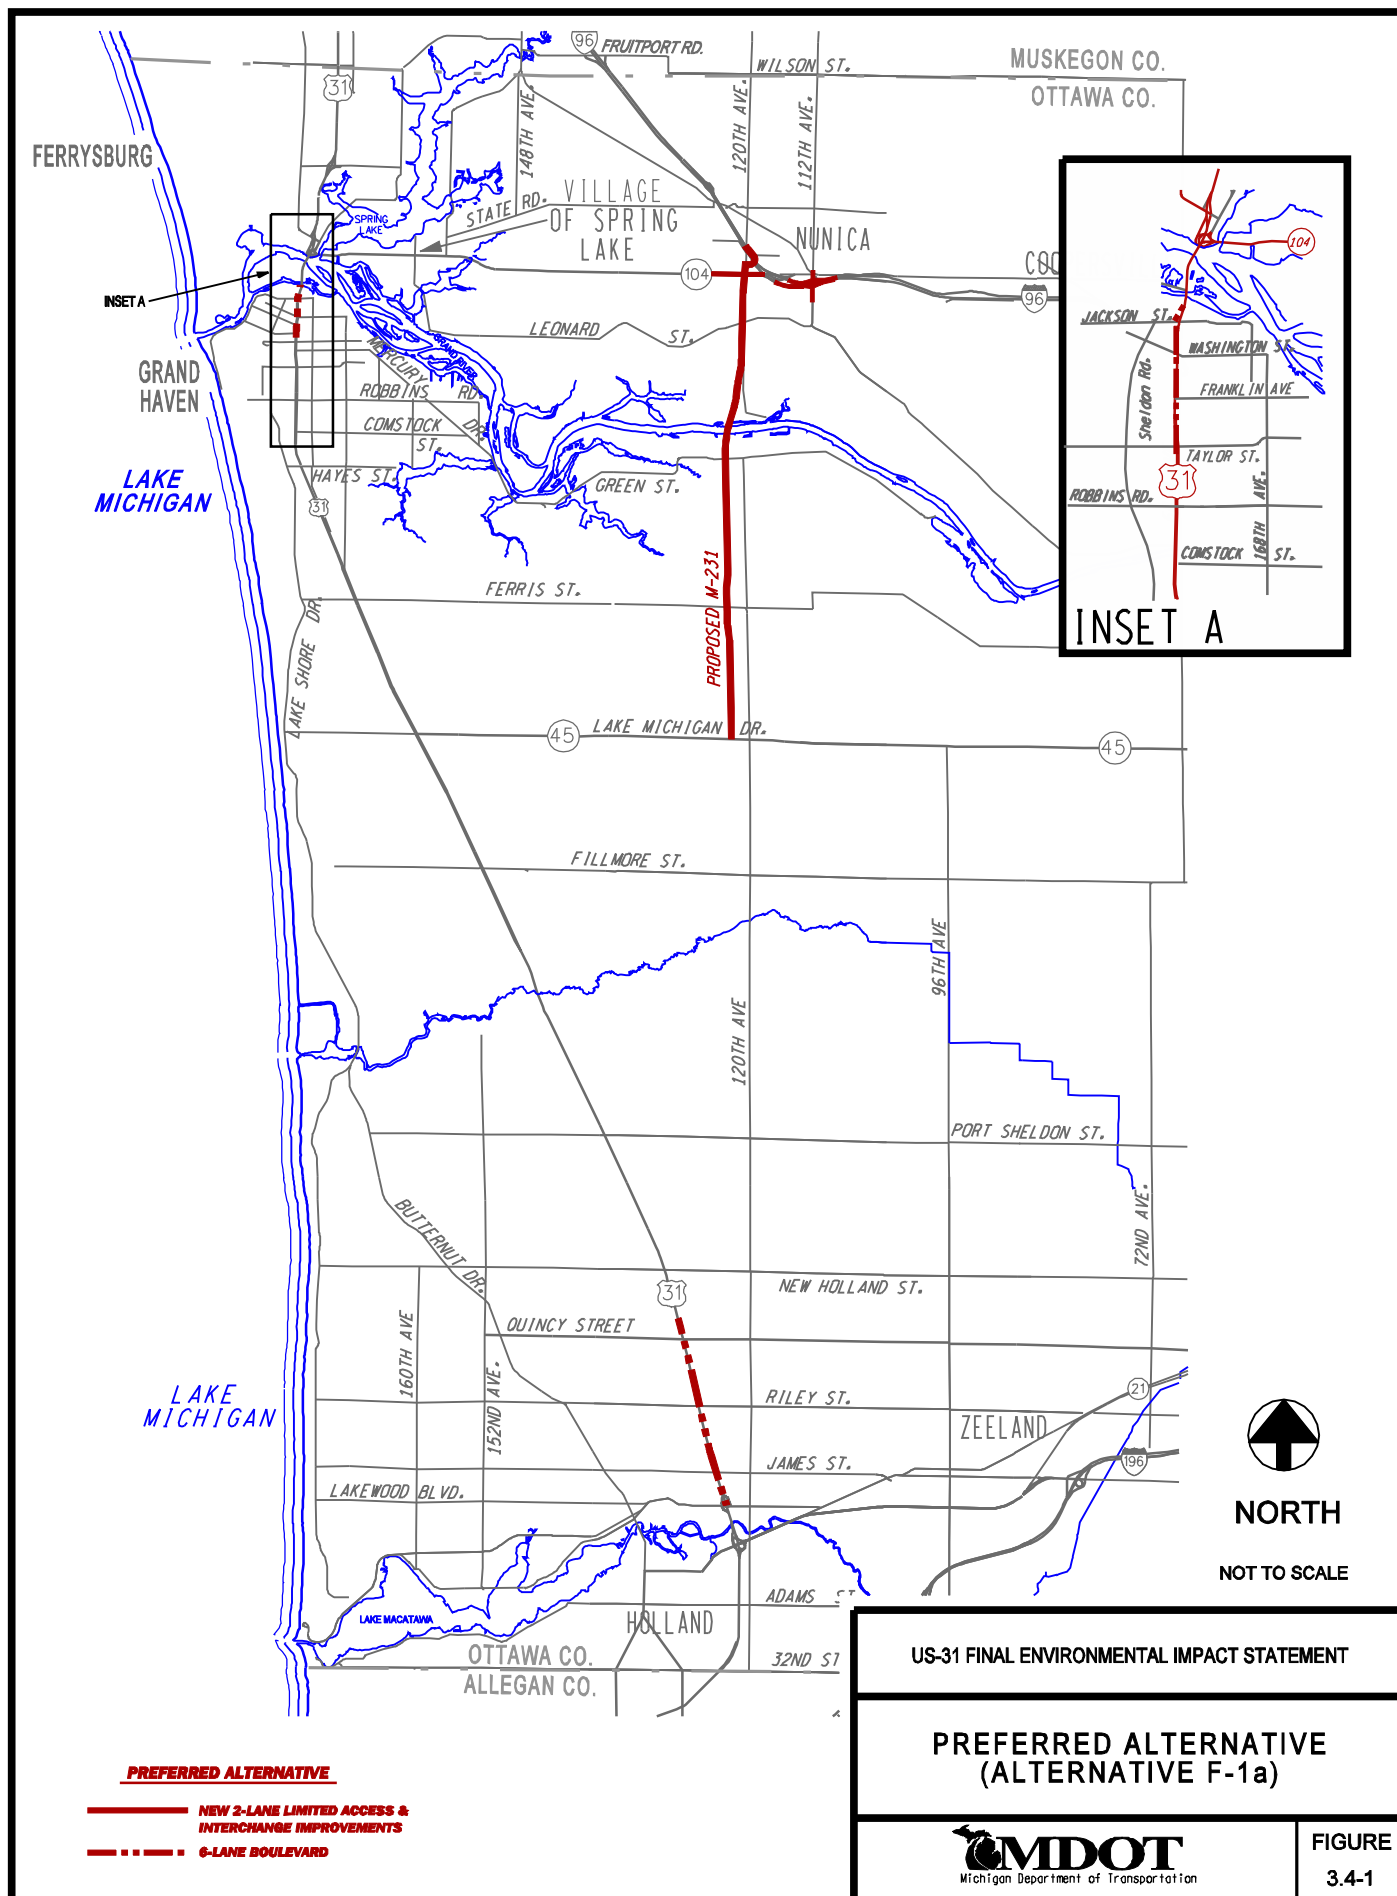 96
FRUITPORT RD.
WILSON ST.
MUSKEGON CO.
OTTAWA CO.
31
148TH AVE.
120TH AVE.
112TH AVE.
FERRYSBURG
STATE RD.
VILLAGE
OF SPRING
LAKE
SPRING
LAKE
NUNICA
COO
104
96
INSET A
LEONARD ST.
GRAND RIVER
MERCURY DR.
GRAND
HAVEN
ROBBINS RD.
COMSTOCK
ST.
LAKE
MICHIGAN
HAYES ST.
31
GREEN ST.
PROPOSED M-231
FERRIS ST.
LAKE SHORE DR.
45
LAKE MICHIGAN DR.
45
104
JACKSON ST.
WASHINGTON ST.
Sheldon Rd.
FRANKLIN AVE
TAYLOR ST.
31
ROBBINS RD.
168TH AVE.
COMSTOCK ST.
INSET A
FILLMORE ST.
96TH AVE
120TH AVE
PORT SHELDON ST.
72ND AVE.
BUTTERNUT DR.
31
NEW HOLLAND ST.
QUINCY STREET
160TH AVE
152ND AVE.
LAKE
MICHIGAN
RILEY ST.
21
ZEELAND
JAMES ST.
196
LAKEWOOD BLVD.
NORTH
NOT TO SCALE
ADAMS ST
LAKE MACATAWA
HOLLAND
OTTAWA CO.
ALLEGAN CO.
32ND ST
US-31 FINAL ENVIRONMENTAL IMPACT STATEMENT
PREFERRED ALTERNATIVE
(ALTERNATIVE F-1a)
PREFERRED ALTERNATIVE
NEW 2-LANE LIMITED ACCESS &
INTERCHANGE IMPROVEMENTS
6-LANE BOULEVARD
MDOT
Michigan Department of Transportation
FIGURE
3.4-1